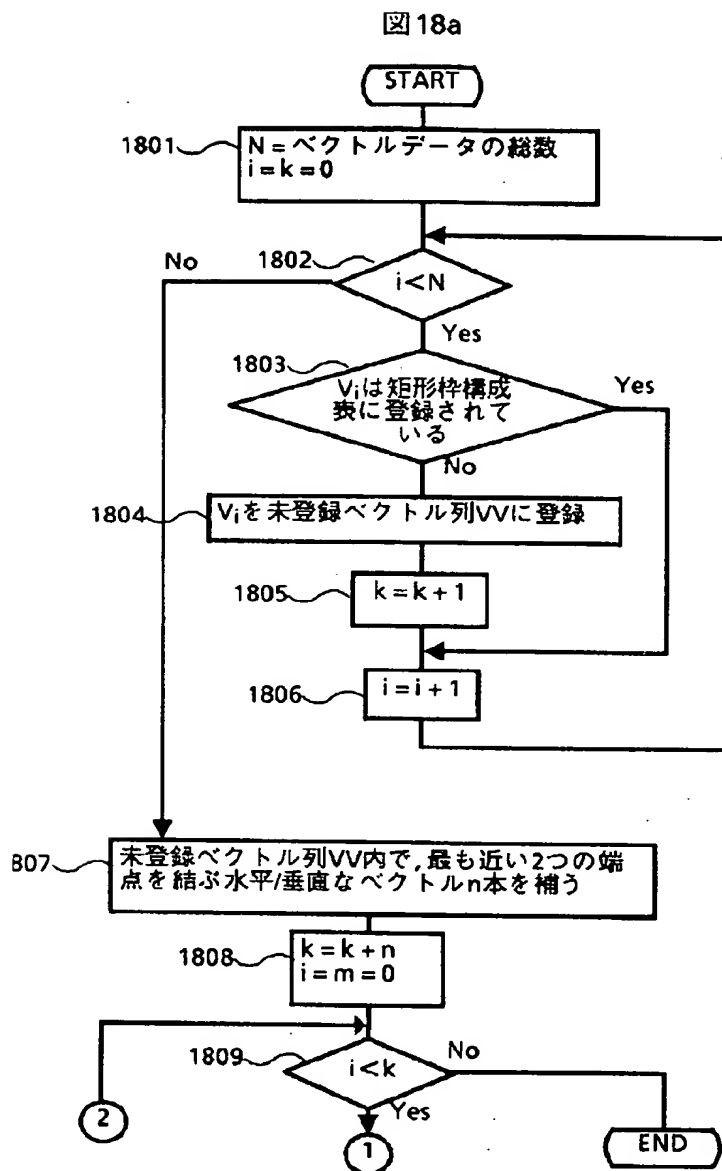 図18a
START
1801
N=ベクトルデータの総数
i=k=0
1802
No
i<N
Yes
1803
Viは矩形枠構成
表に登録されて
いる
Yes
No
1804
Viを未登録ベクトル列VVに登録
1805
k=k+1
1806
i=i+1
807
未登録ベクトル列VV内で,最も近い2つの端
点を結ぶ水平/垂直なベクトルn本を補う
1808
k=k+n
i=m=0
1809
i<k
No
Yes
2
1
END